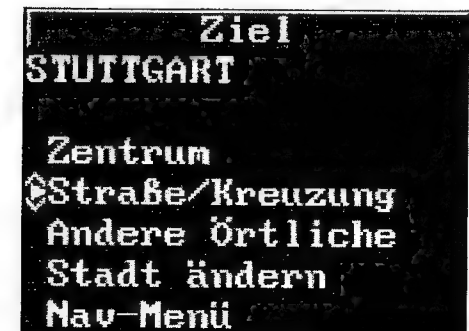 Ziel
STUTTGART
Zentrum
Straße/Kreuzung
Andere Örtliche
Stadt ändern
Nav-Menü